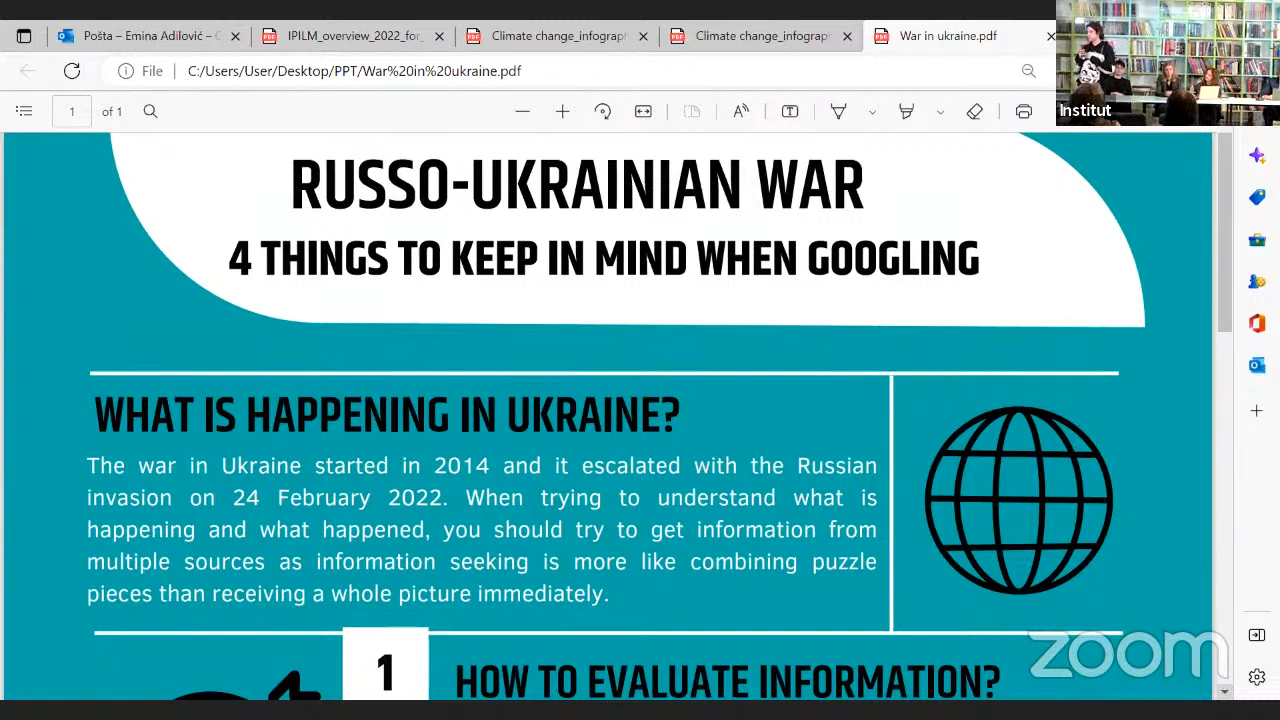 Pošta – Emina Adilović – 
IPILM_overview_2022_for_
Climate change_infograph
Climate change_infograph
War in ukraine.pdf
File
C:/Users/User/Desktop/PPT/War%20in%20ukraine.pdf
1 of 1
Institut
RUSSO-UKRAINIAN WAR
4 THINGS TO KEEP IN MIND WHEN GOOGLING
WHAT IS HAPPENING IN UKRAINE?
The war in Ukraine started in 2014 and it escalated with the Russian
invasion on 24 February 2022. When trying to understand what is
happening and what happened, you should try to get information from
multiple sources as information seeking is more like combining puzzle
pieces than receiving a whole picture immediately.
1
HOW TO EVALUATE INFORMATION?
zoom